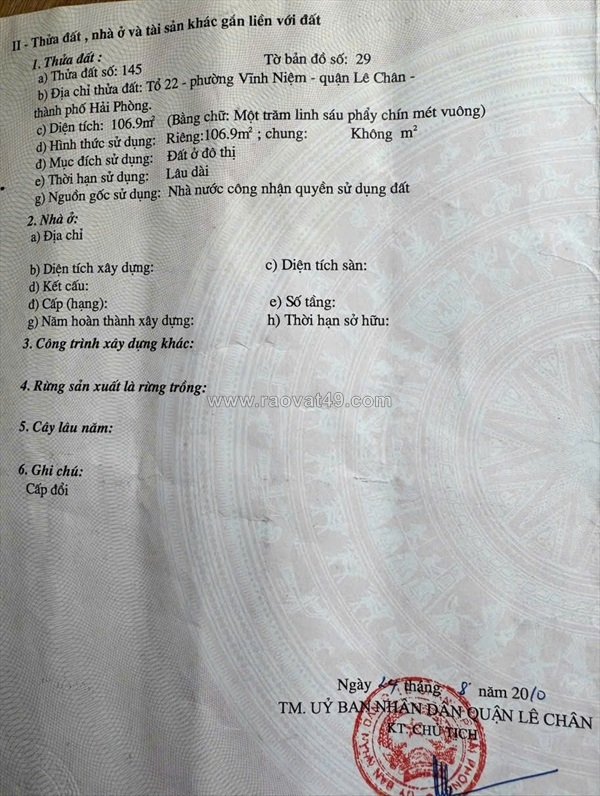 II - Thửa đất , nhà ở và tài sản khác gắn liền với đất
1. Thửa đất :
a) Thửa đất số: 145 Tờ bản đồ số: 29
b) Địa chỉ thửa đất: Tổ 22 - phường Vĩnh Niệm - quận Lê Chân -
thành phố Hải Phòng.
c) Diện tích: 106.9m² (Bằng chữ: Một trăm linh sáu phẩy chín mét vuông)
d) Hình thức sử dụng: Riêng:106.9m² ; chung: Không m²
đ) Mục đích sử dụng: Đất ở đô thị
e) Thời hạn sử dụng: Lâu dài
g) Nguồn gốc sử dụng: Nhà nước công nhận quyền sử dụng đất
2. Nhà ở:
a) Địa chỉ
b) Diện tích xây dựng: c) Diện tích sàn:
d) Kết cấu:
đ) Cấp (hạng): e) Số tầng:
g) Năm hoàn thành xây dựng: h) Thời hạn sở hữu:
3. Công trình xây dựng khác:
4. Rừng sản xuất là rừng trồng:
www.raovat49.com
5. Cây lâu năm:
6. Ghi chú:
Cấp đổi
Ngày 24 tháng 8 năm 2010
TM. UỶ BAN NHÂN DÂN QUẬN LÊ CHÂN
KT. CHỦ TỊCH